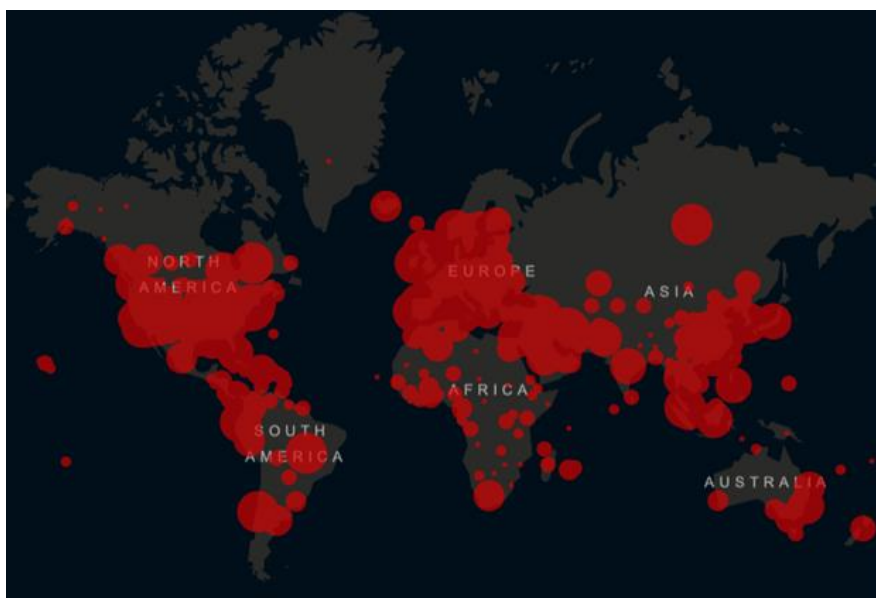 NORTH
AMERICA
EUROPE
ASIA
AFRICA
SOUTH
AMERICA
AUSTRALIA